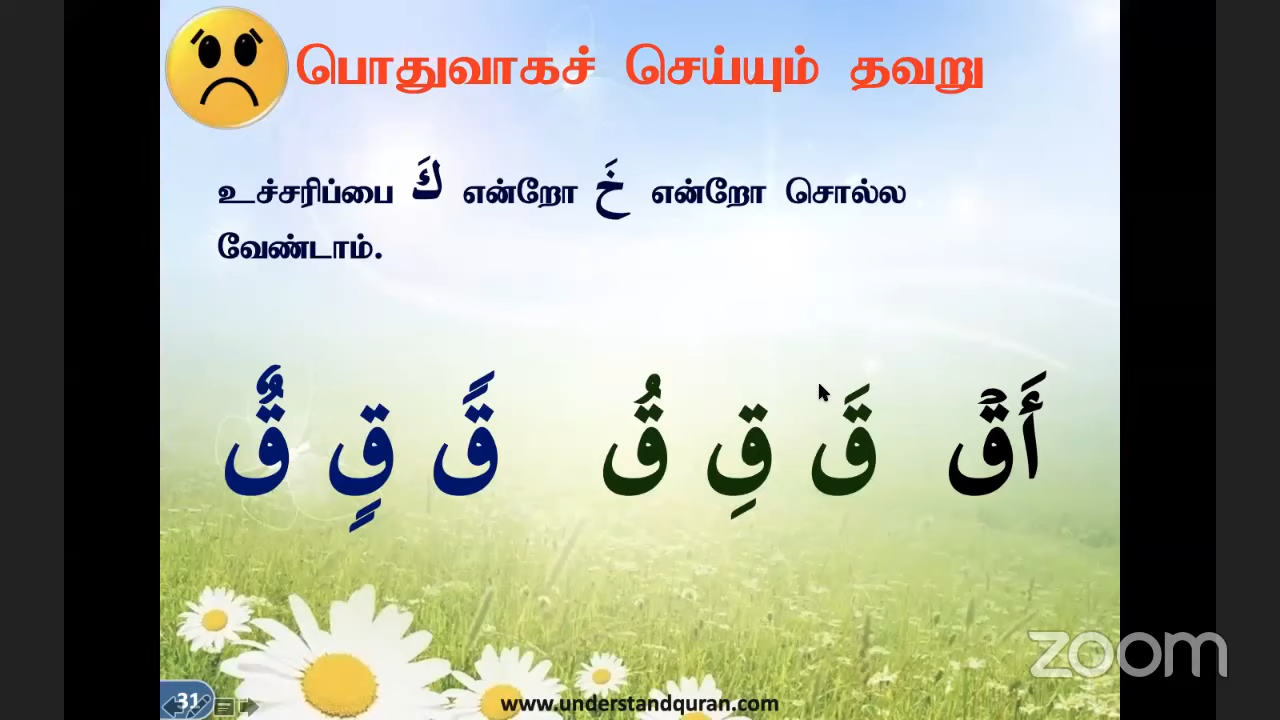 பொதுவாகச் செய்யும் தவறு
உச்சரிப்பை كَ என்றோ خَ என்றோ சொல்ல
வேண்டாம்.
أَقْ قَ قِ قُ قً قٍ قٌ
zoom
31
www.understandquran.com